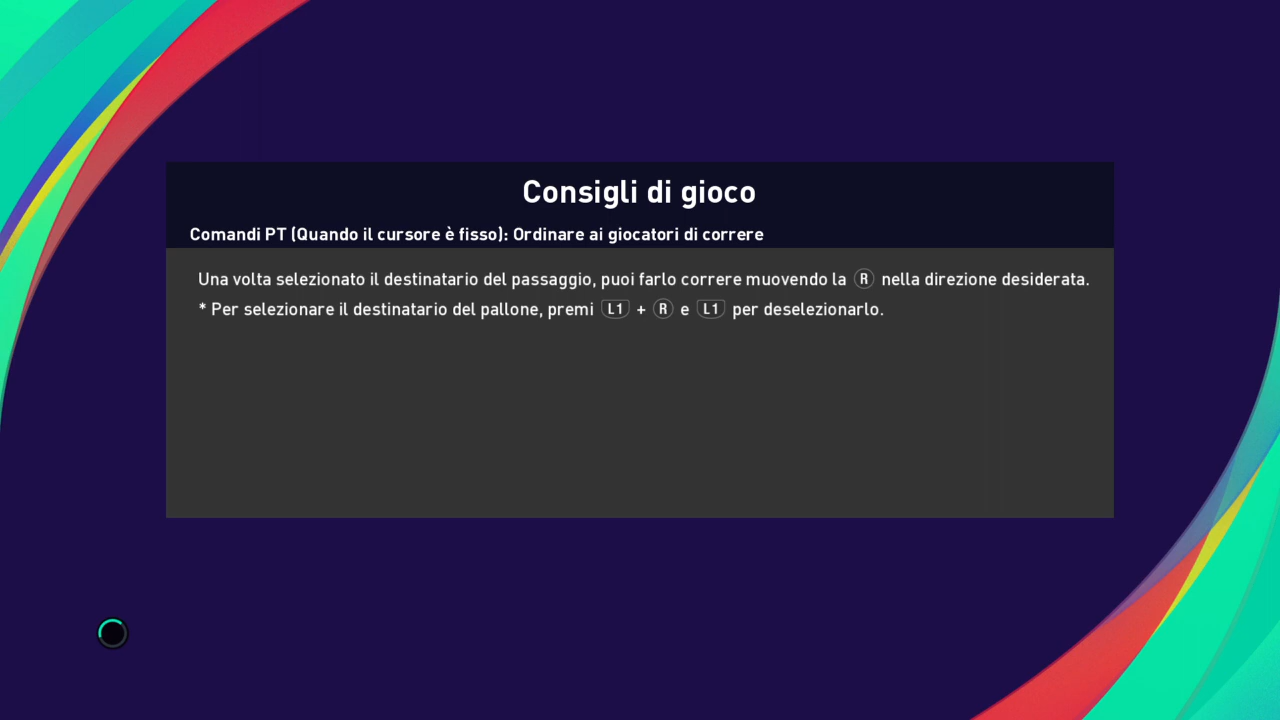 Consigli di gioco
Comandi PT (Quando il cursore è fisso): Ordinare ai giocatori di correre
Una volta selezionato il destinatario del passaggio, puoi farlo correre muovendo la R nella direzione desiderata.
* Per selezionare il destinatario del pallone, premi L1 + R e L1 per deselezionarlo.